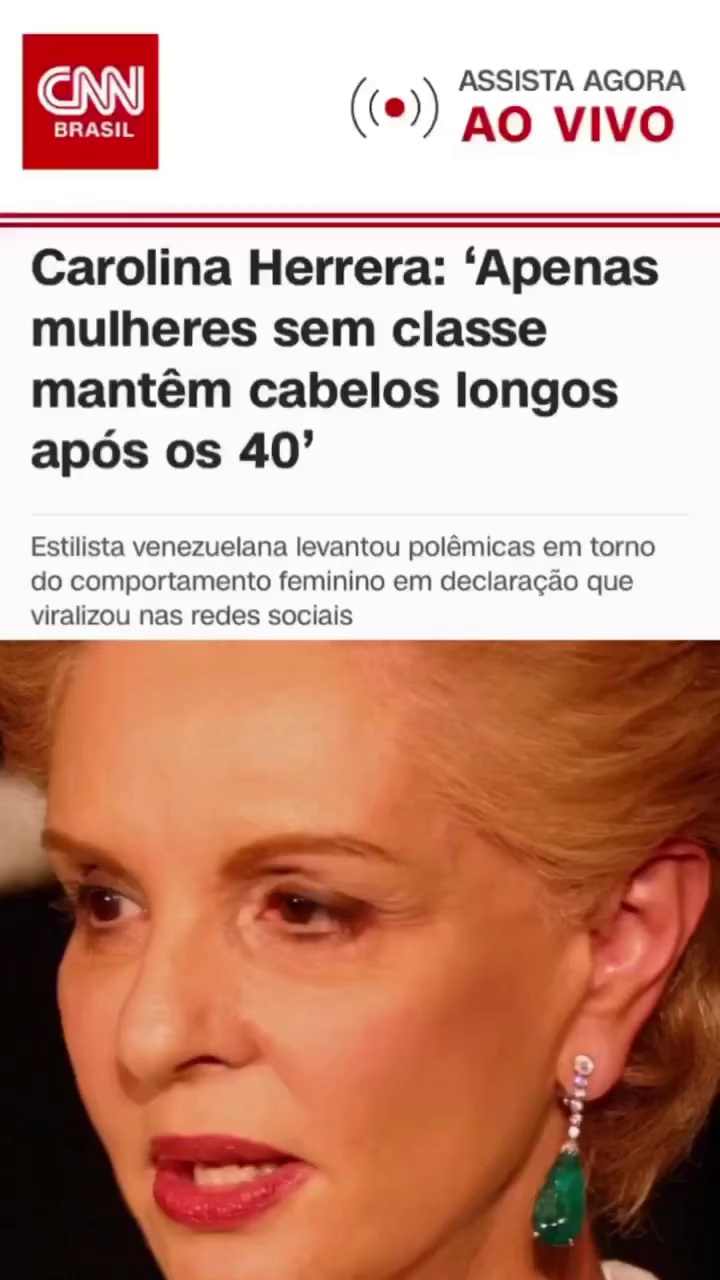 CNN
BRASIL
ASSISTA AGORA
AO VIVO
Carolina Herrera: ‘Apenas
mulheres sem classe
mantêm cabelos longos
após os 40’
Estilista venezuelana levantou polêmicas em torno
do comportamento feminino em declaração que
viralizou nas redes sociais